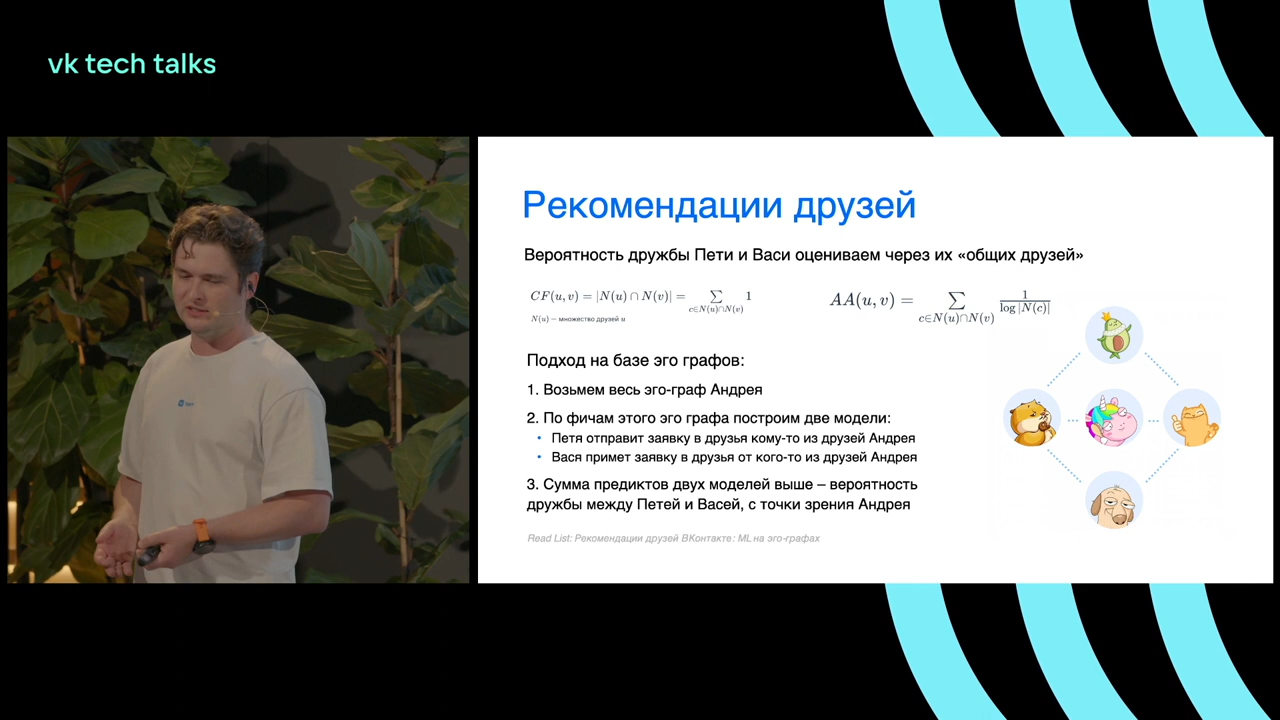 vk tech talks
Рекомендации друзей
Вероятность дружбы Пети и Васи оцениваем через их «общих друзей»
CF(u, v) = |N(u) ∩ N(v)| = ∑ 1
c∈N(u)∩N(v)
N(u) – множество друзей u
AA(u, v) = ∑ 1/log |N(c)|
c∈N(u)∩N(v)
Подход на базе эго графов:
1. Возьмем весь эго-граф Андрея
2. По фичам этого эго графа построим две модели:
• Петя отправит заявку в друзья кому-то из друзей Андрея
• Вася примет заявку в друзья от кого-то из друзей Андрея
3. Сумма предиктов двух моделей выше – вероятность
дружбы между Петей и Васей, с точки зрения Андрея
Read List: Рекомендации друзей ВКонтакте: ML на эго-графах